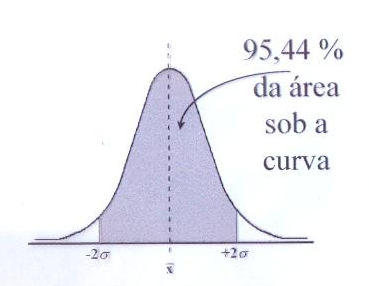 95,44 %
da área
sob a
curva
-2σ
+2σ
x̄